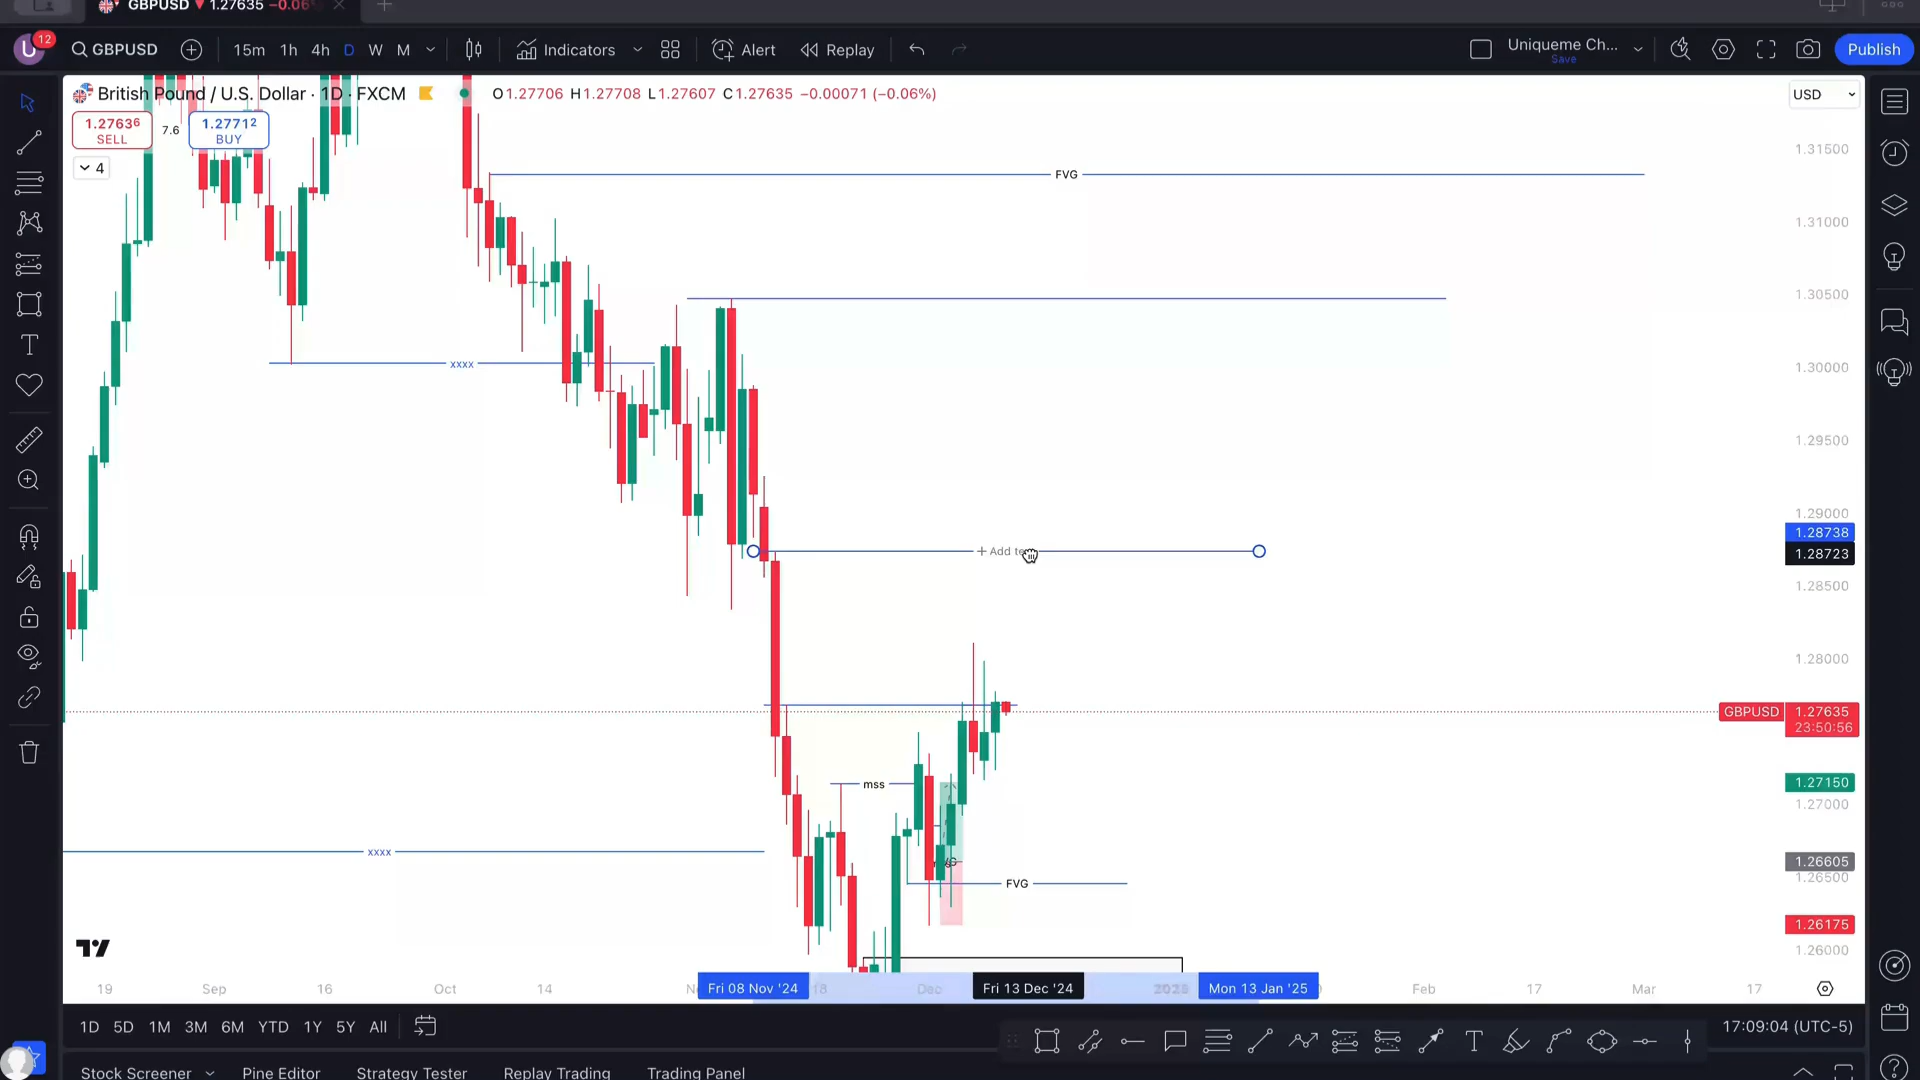 GBPUSD ▼ 1.27635 −0.06
12
GBPUSD
15m 1h 4h D W M
Indicators
Alert
Replay
Uniqueme Ch...
Save
Publish
British Pound / U.S. Dollar · 1D · FXCM
O1.27706 H1.27708 L1.27607 C1.27635 −0.00071 (−0.06%)
USD
1.27636
SELL
7.6
1.27712
BUY
4
1.31500
FVG
1.31000
1.30500
xxxx
1.30000
1.29500
1.29000
1.28738
+ Add te
1.28723
1.28500
1.28000
GBPUSD 1.27635
23:50:56
mss
1.27150
1.27000
xxxx
1.26605
FVG
1.26500
1.26175
1.26000
19 Sep 16 Oct 14 Fri 08 Nov '24 18 Dec Fri 13 Dec '24 2025 Mon 13 Jan '25 Feb 17 Mar 17
1D 5D 1M 3M 6M YTD 1Y 5Y All
17:09:04 (UTC-5)
Stock Screener Pine Editor Strategy Tester Replay Trading Trading Panel